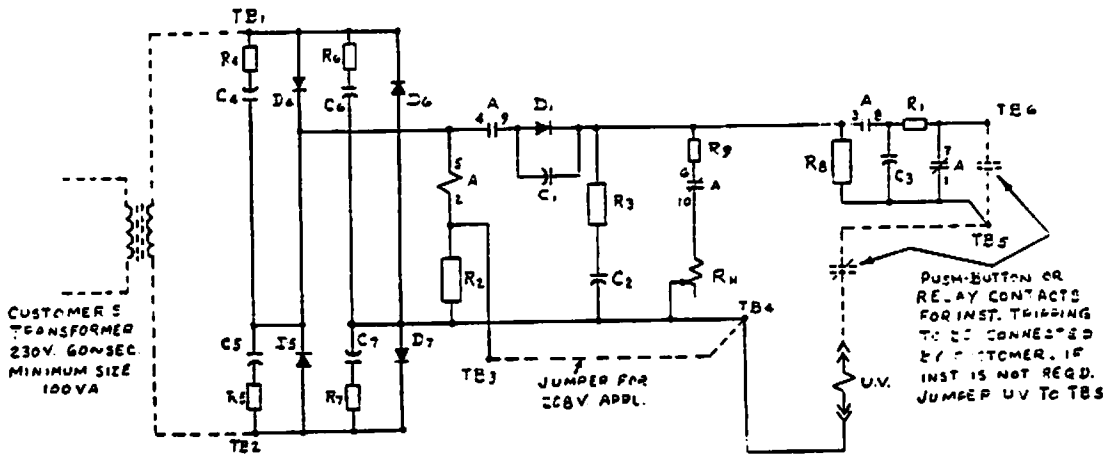 TB1
R4
C4
D4
R6
C6
D6
4 A 9
D1
C1
5
A
2
R2
R3
C2
R9
6
A
10
RH
R8
3 A 8
R1
C3
7
A
1
TB6
TB5
TB4
TB3
CUSTOMERS
TRANSFORMER
230V.
MINIMUM SIZE
100VA
C5
R5
C7
D7
R7
TB2
JUMPER FOR
APPL.
U.V.
PUSH-BUTTON OR
RELAY CONTACTS
FOR INST. TRIPPING
TO BE CONNECTED
BY CUSTOMER. IF
INST IS NOT REQD.
JUMPER UV TO TB5